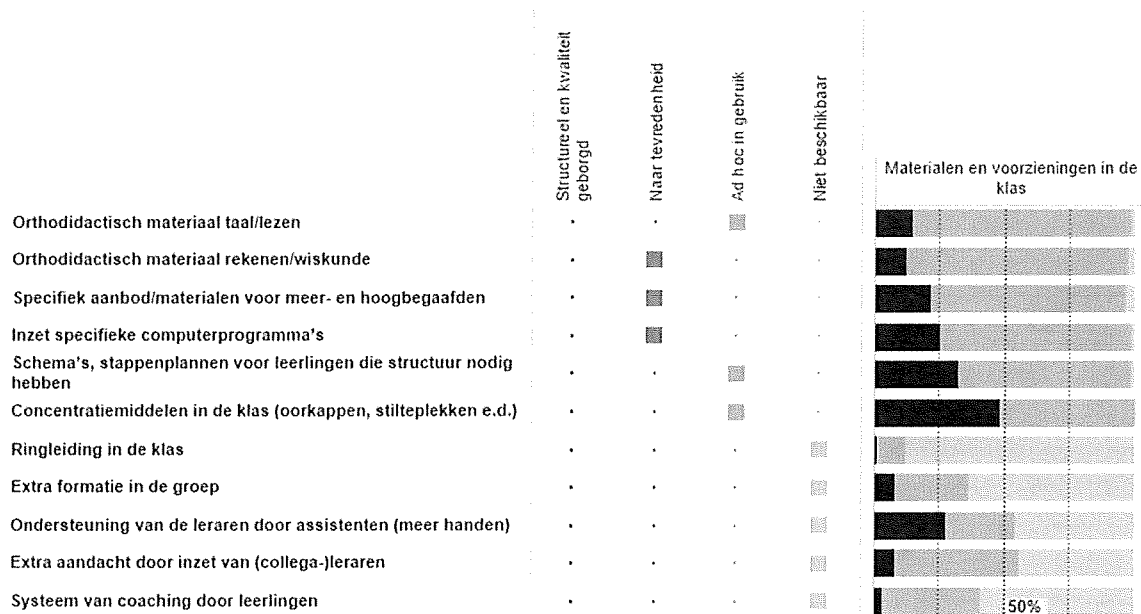 Structureel en kwaliteit
geborgd
Naar tevredenheid
Ad hoc in gebruik
Niet beschikbaar
Materialen en voorzieningen in de
klas
Orthodidactisch materiaal taal/lezen
Orthodidactisch materiaal rekenen/wiskunde
Specifiek aanbod/materialen voor meer- en hoogbegaafden
Inzet specifieke computerprogramma's
Schema's, stappenplannen voor leerlingen die structuur nodig
hebben
Concentratiemiddelen in de klas (oorkappen, stilteplekken e.d.)
Ringleiding in de klas
Extra formatie in de groep
Ondersteuning van de leraren door assistenten (meer handen)
Extra aandacht door inzet van (collega-)leraren
Systeem van coaching door leerlingen
50%